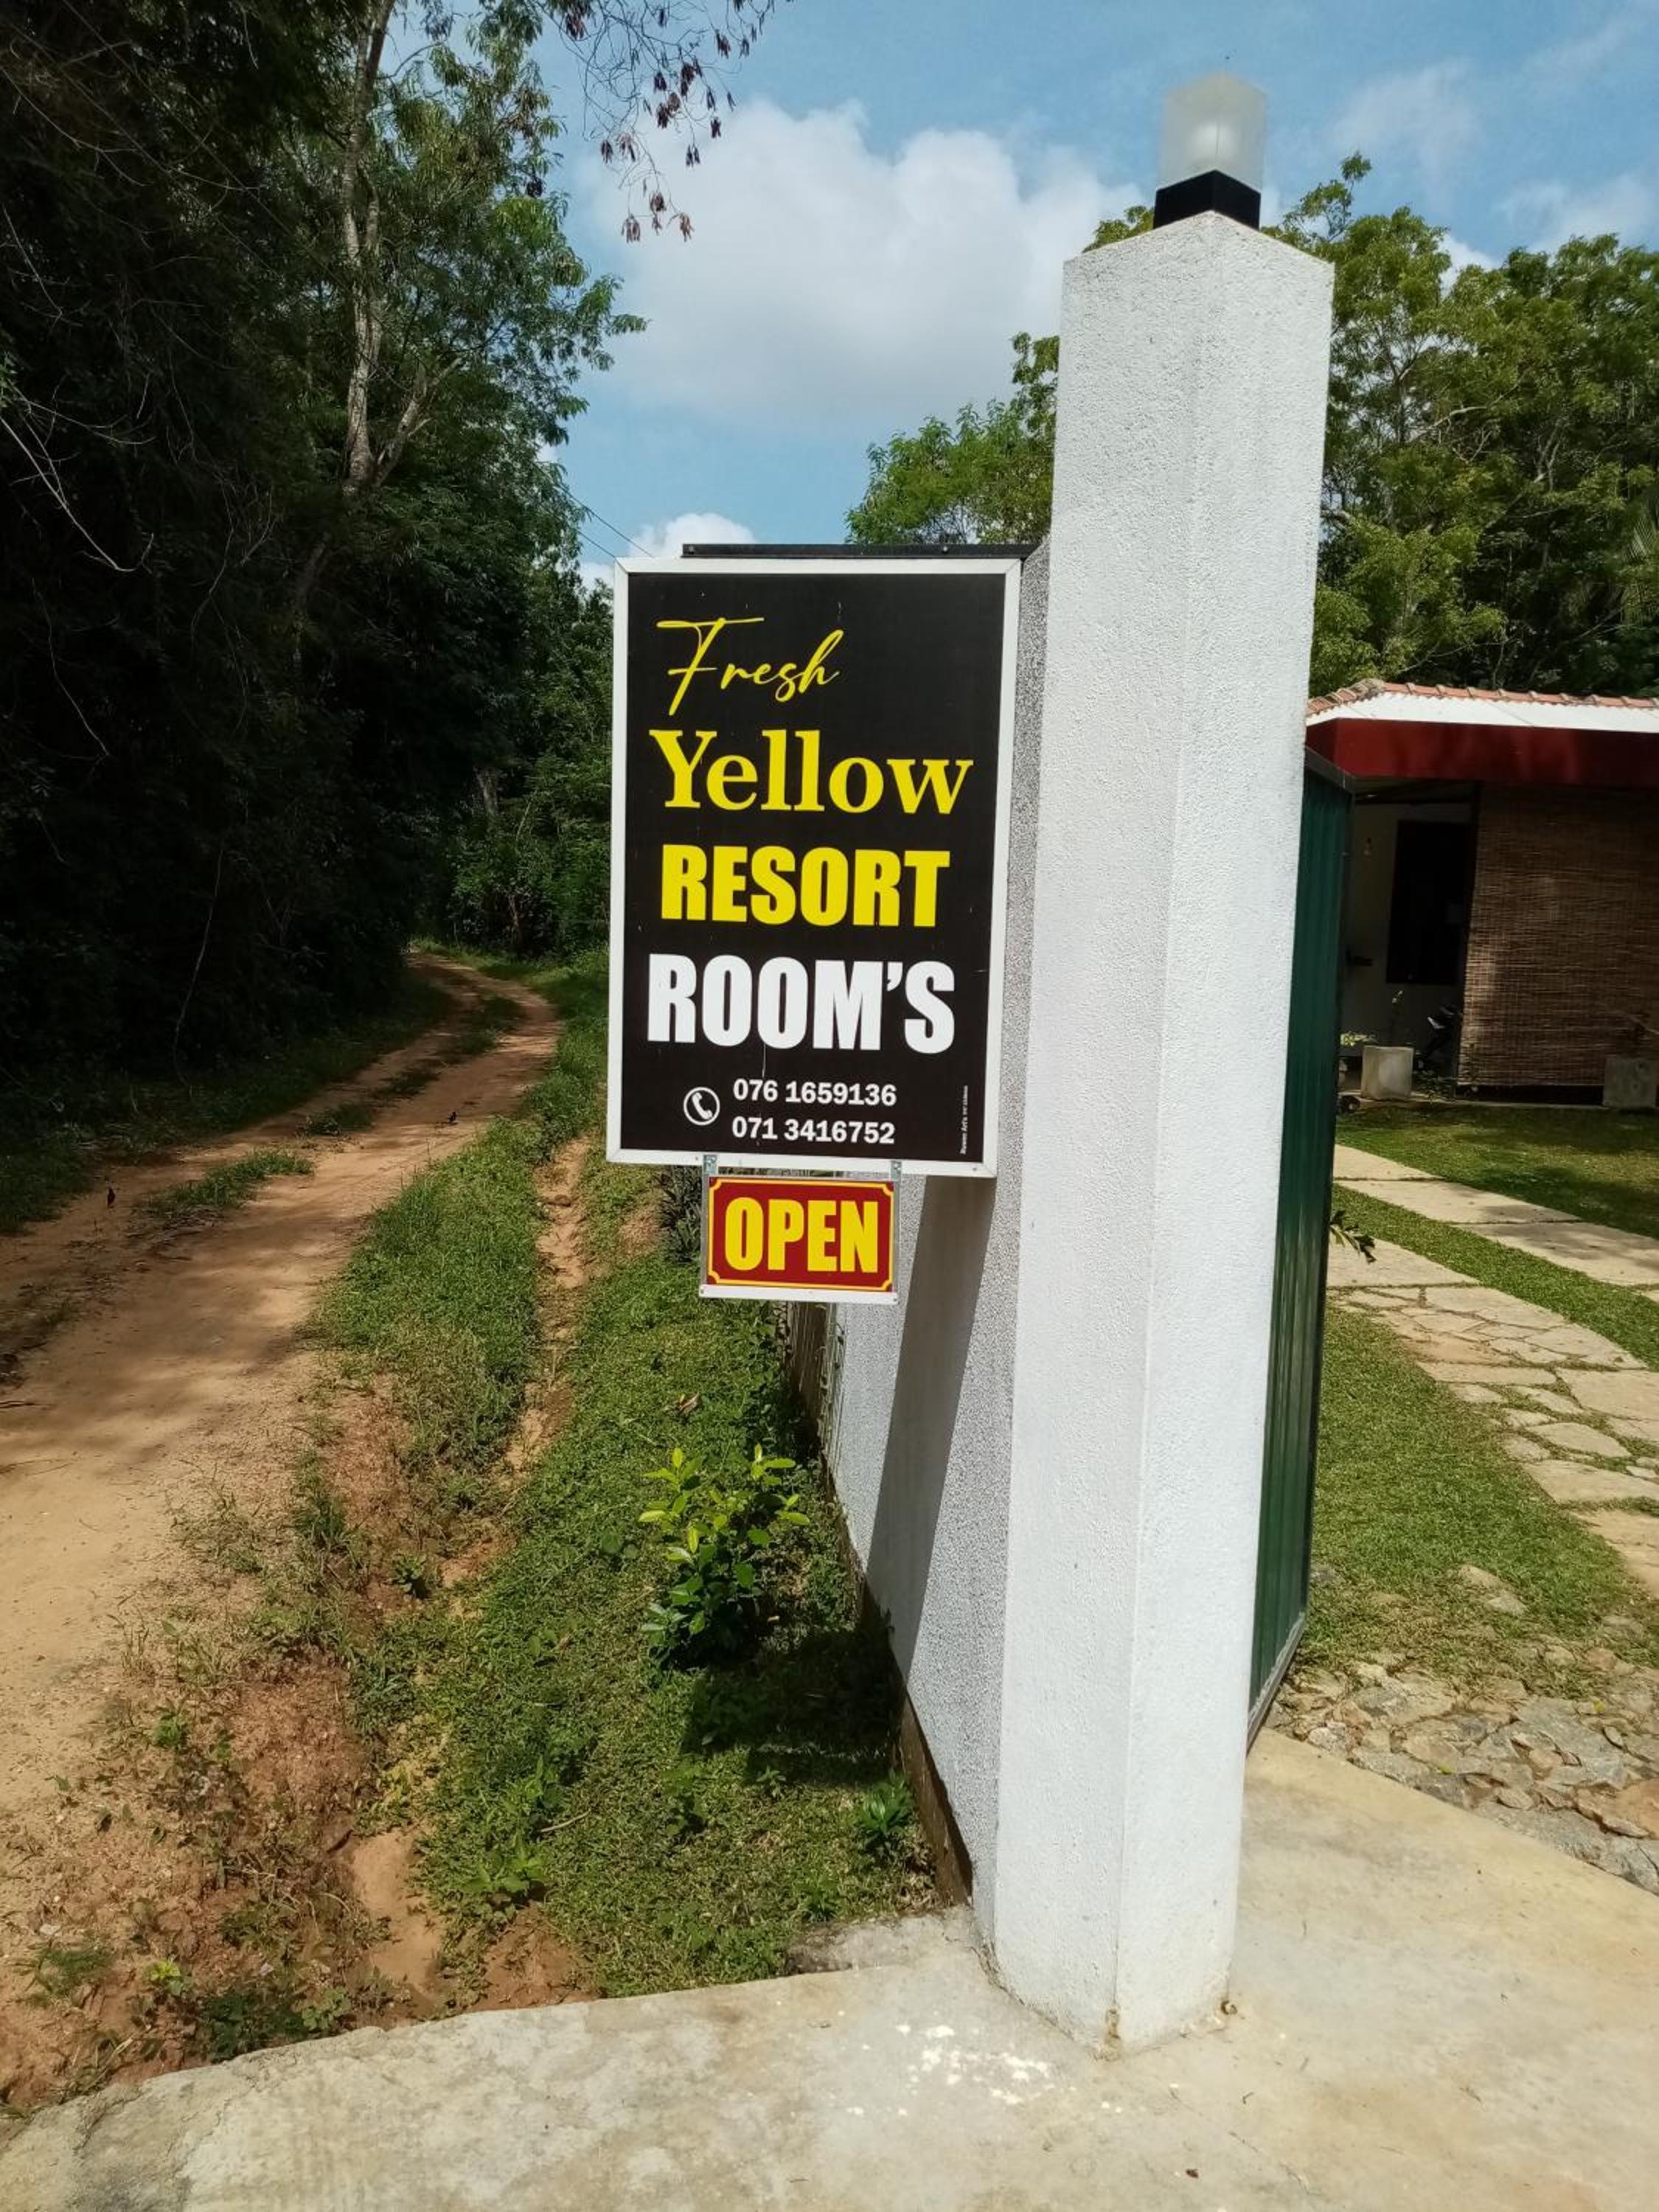 Fresh
Yellow
RESORT
ROOM'S
076 1659136
071 3416752
OPEN